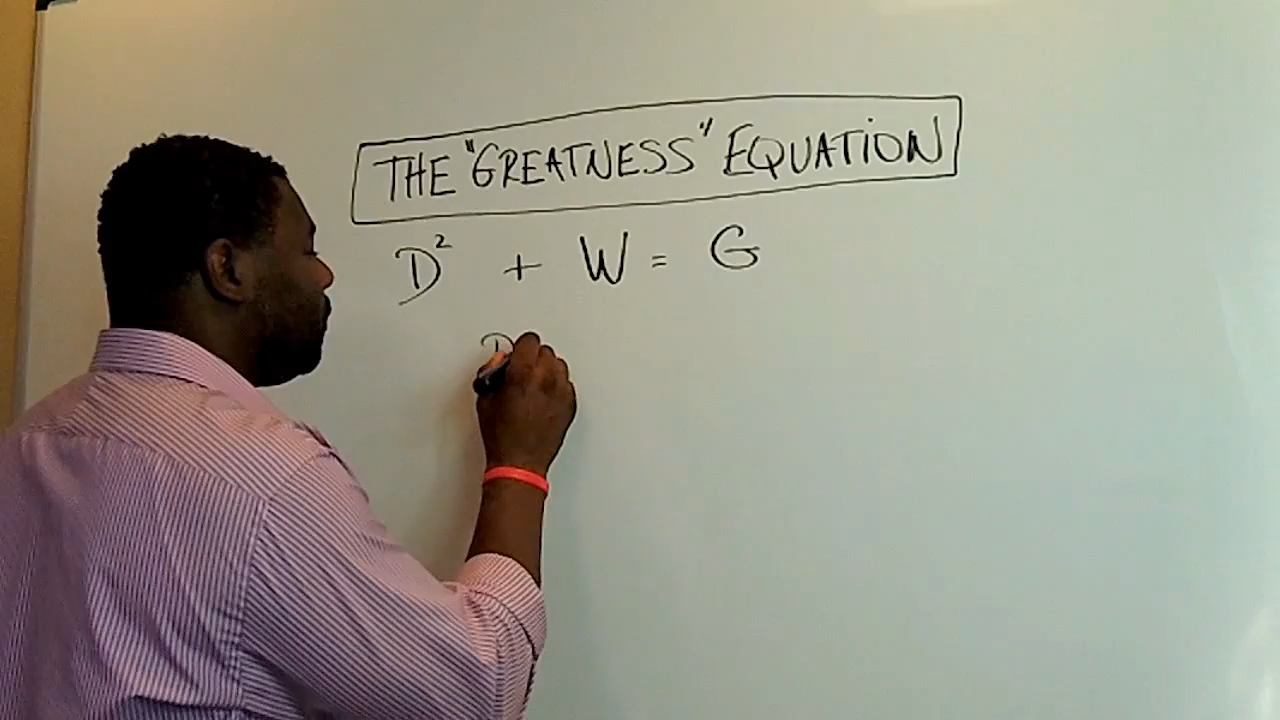 THE "GREATNESS" EQUATION
D² + W = G
D